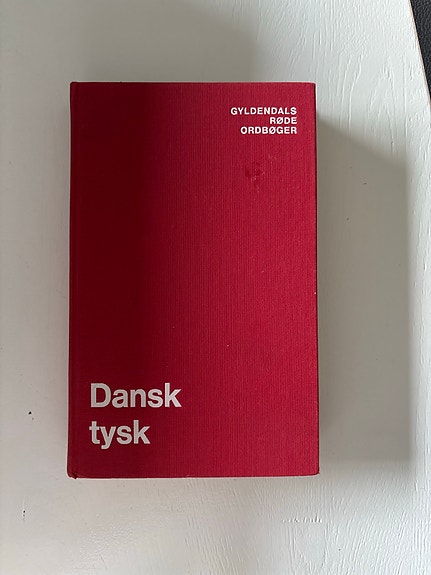 GYLDENDALS
RØDE
ORDBØGER
Dansk
tysk